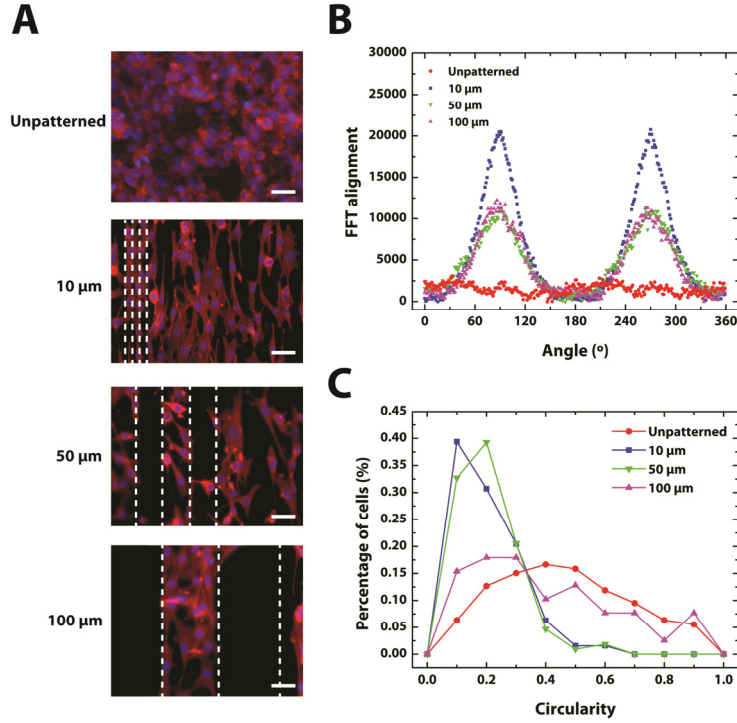 A
Unpatterned
10 µm
50 µm
100 µm
B
30000
25000
20000
15000
10000
5000
0
FFT alignment
Unpatterned
10 µm
50 µm
100 µm
0 60 120 180 240 300 360
Angle (º)
C
0.45
0.40
0.35
0.30
0.25
0.20
0.15
0.10
0.05
0.00
Percentage of cells (%)
Unpatterned
10 µm
50 µm
100 µm
0.0 0.2 0.4 0.6 0.8 1.0
Circularity